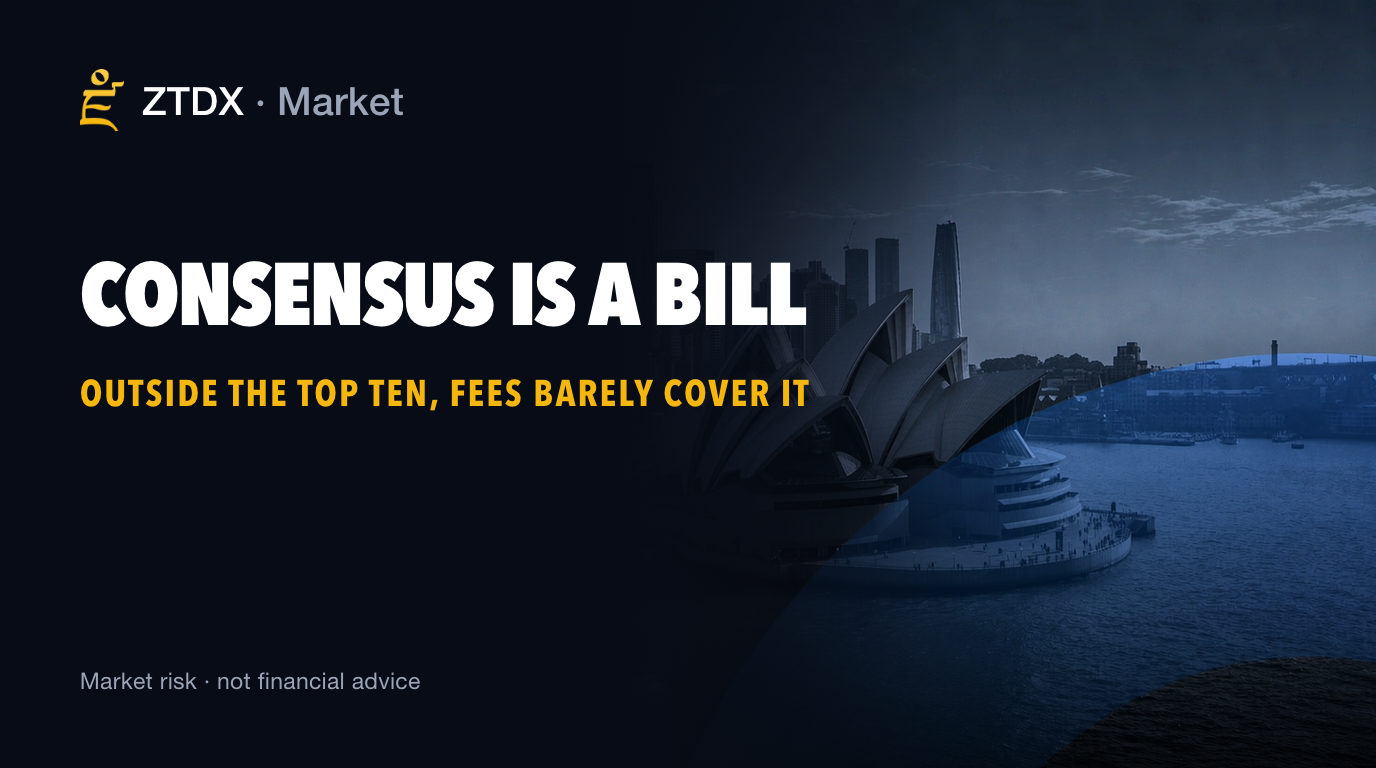 ZTDX · Market
CONSENSUS IS A BILL
OUTSIDE THE TOP TEN, FEES BARELY COVER IT
Market risk · not financial advice